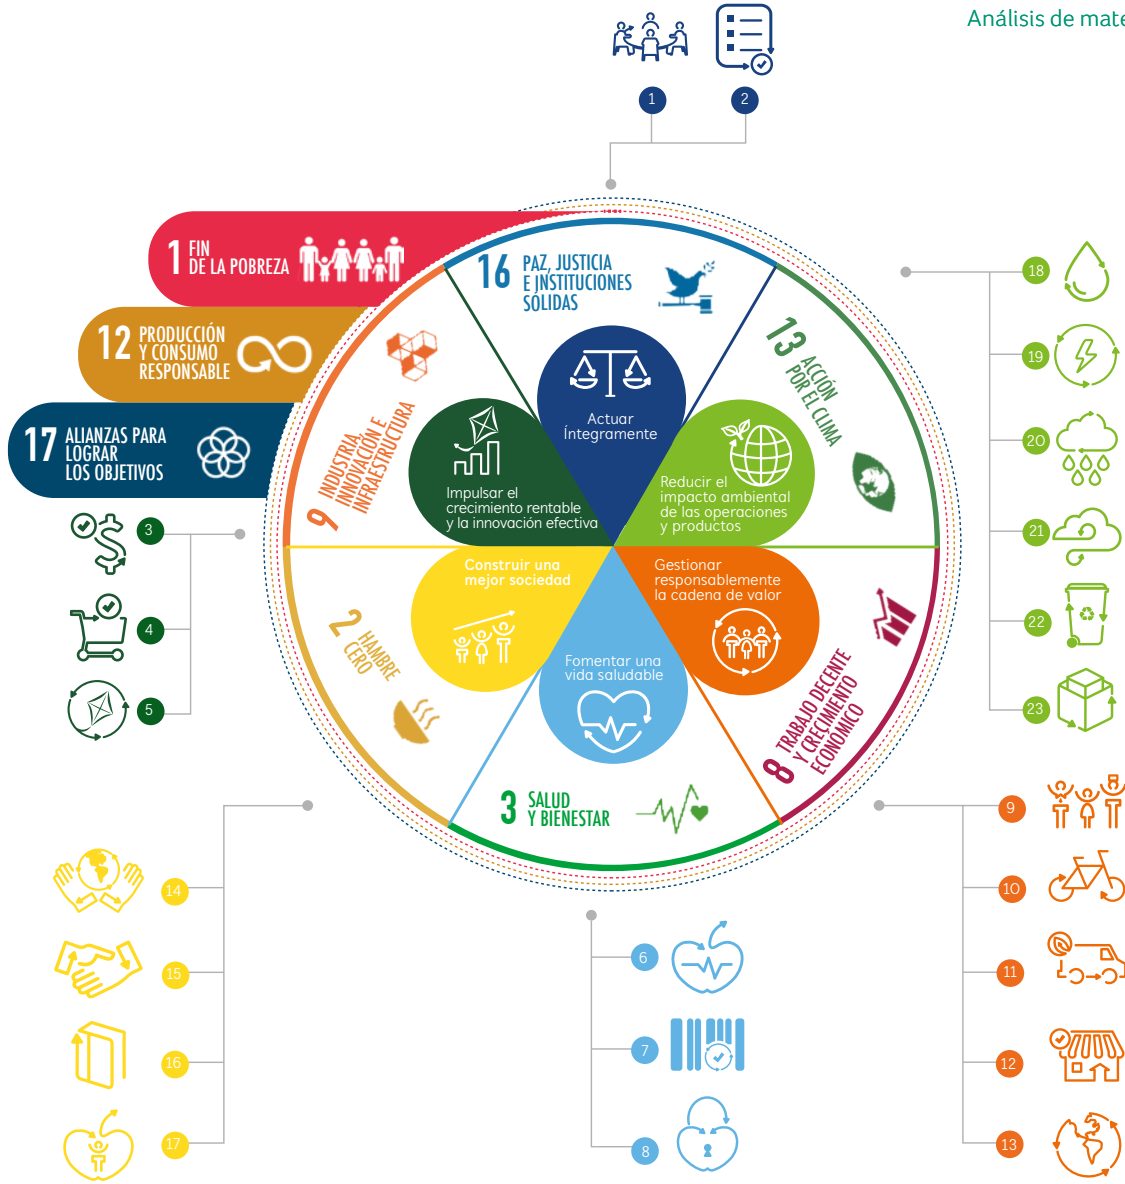 Análisis de mate
1
2
1 FIN
DE LA POBREZA
12 PRODUCCIÓN
Y CONSUMO
RESPONSABLE
17 ALIANZAS PARA
LOGRAR
LOS OBJETIVOS
16 PAZ, JUSTICIA
E INSTITUCIONES
SÓLIDAS
13 ACCIÓN
POR EL CLIMA
9 INDUSTRIA,
INNOVACIÓN E
INFRAESTRUCTURA
Actuar
Íntegramente
Impulsar el
crecimiento rentable
y la innovación efectiva
Reducir el
impacto ambiental
de las operaciones
y productos
Construir una
mejor sociedad
Gestionar
responsablemente
la cadena de valor
Fomentar una
vida saludable
2 HAMBRE
CERO
8 TRABAJO DECENTE
Y CRECIMIENTO
ECONÓMICO
3 SALUD
Y BIENESTAR
3
4
5
18
19
20
21
22
23
14
15
16
17
6
7
8
9
10
11
12
13